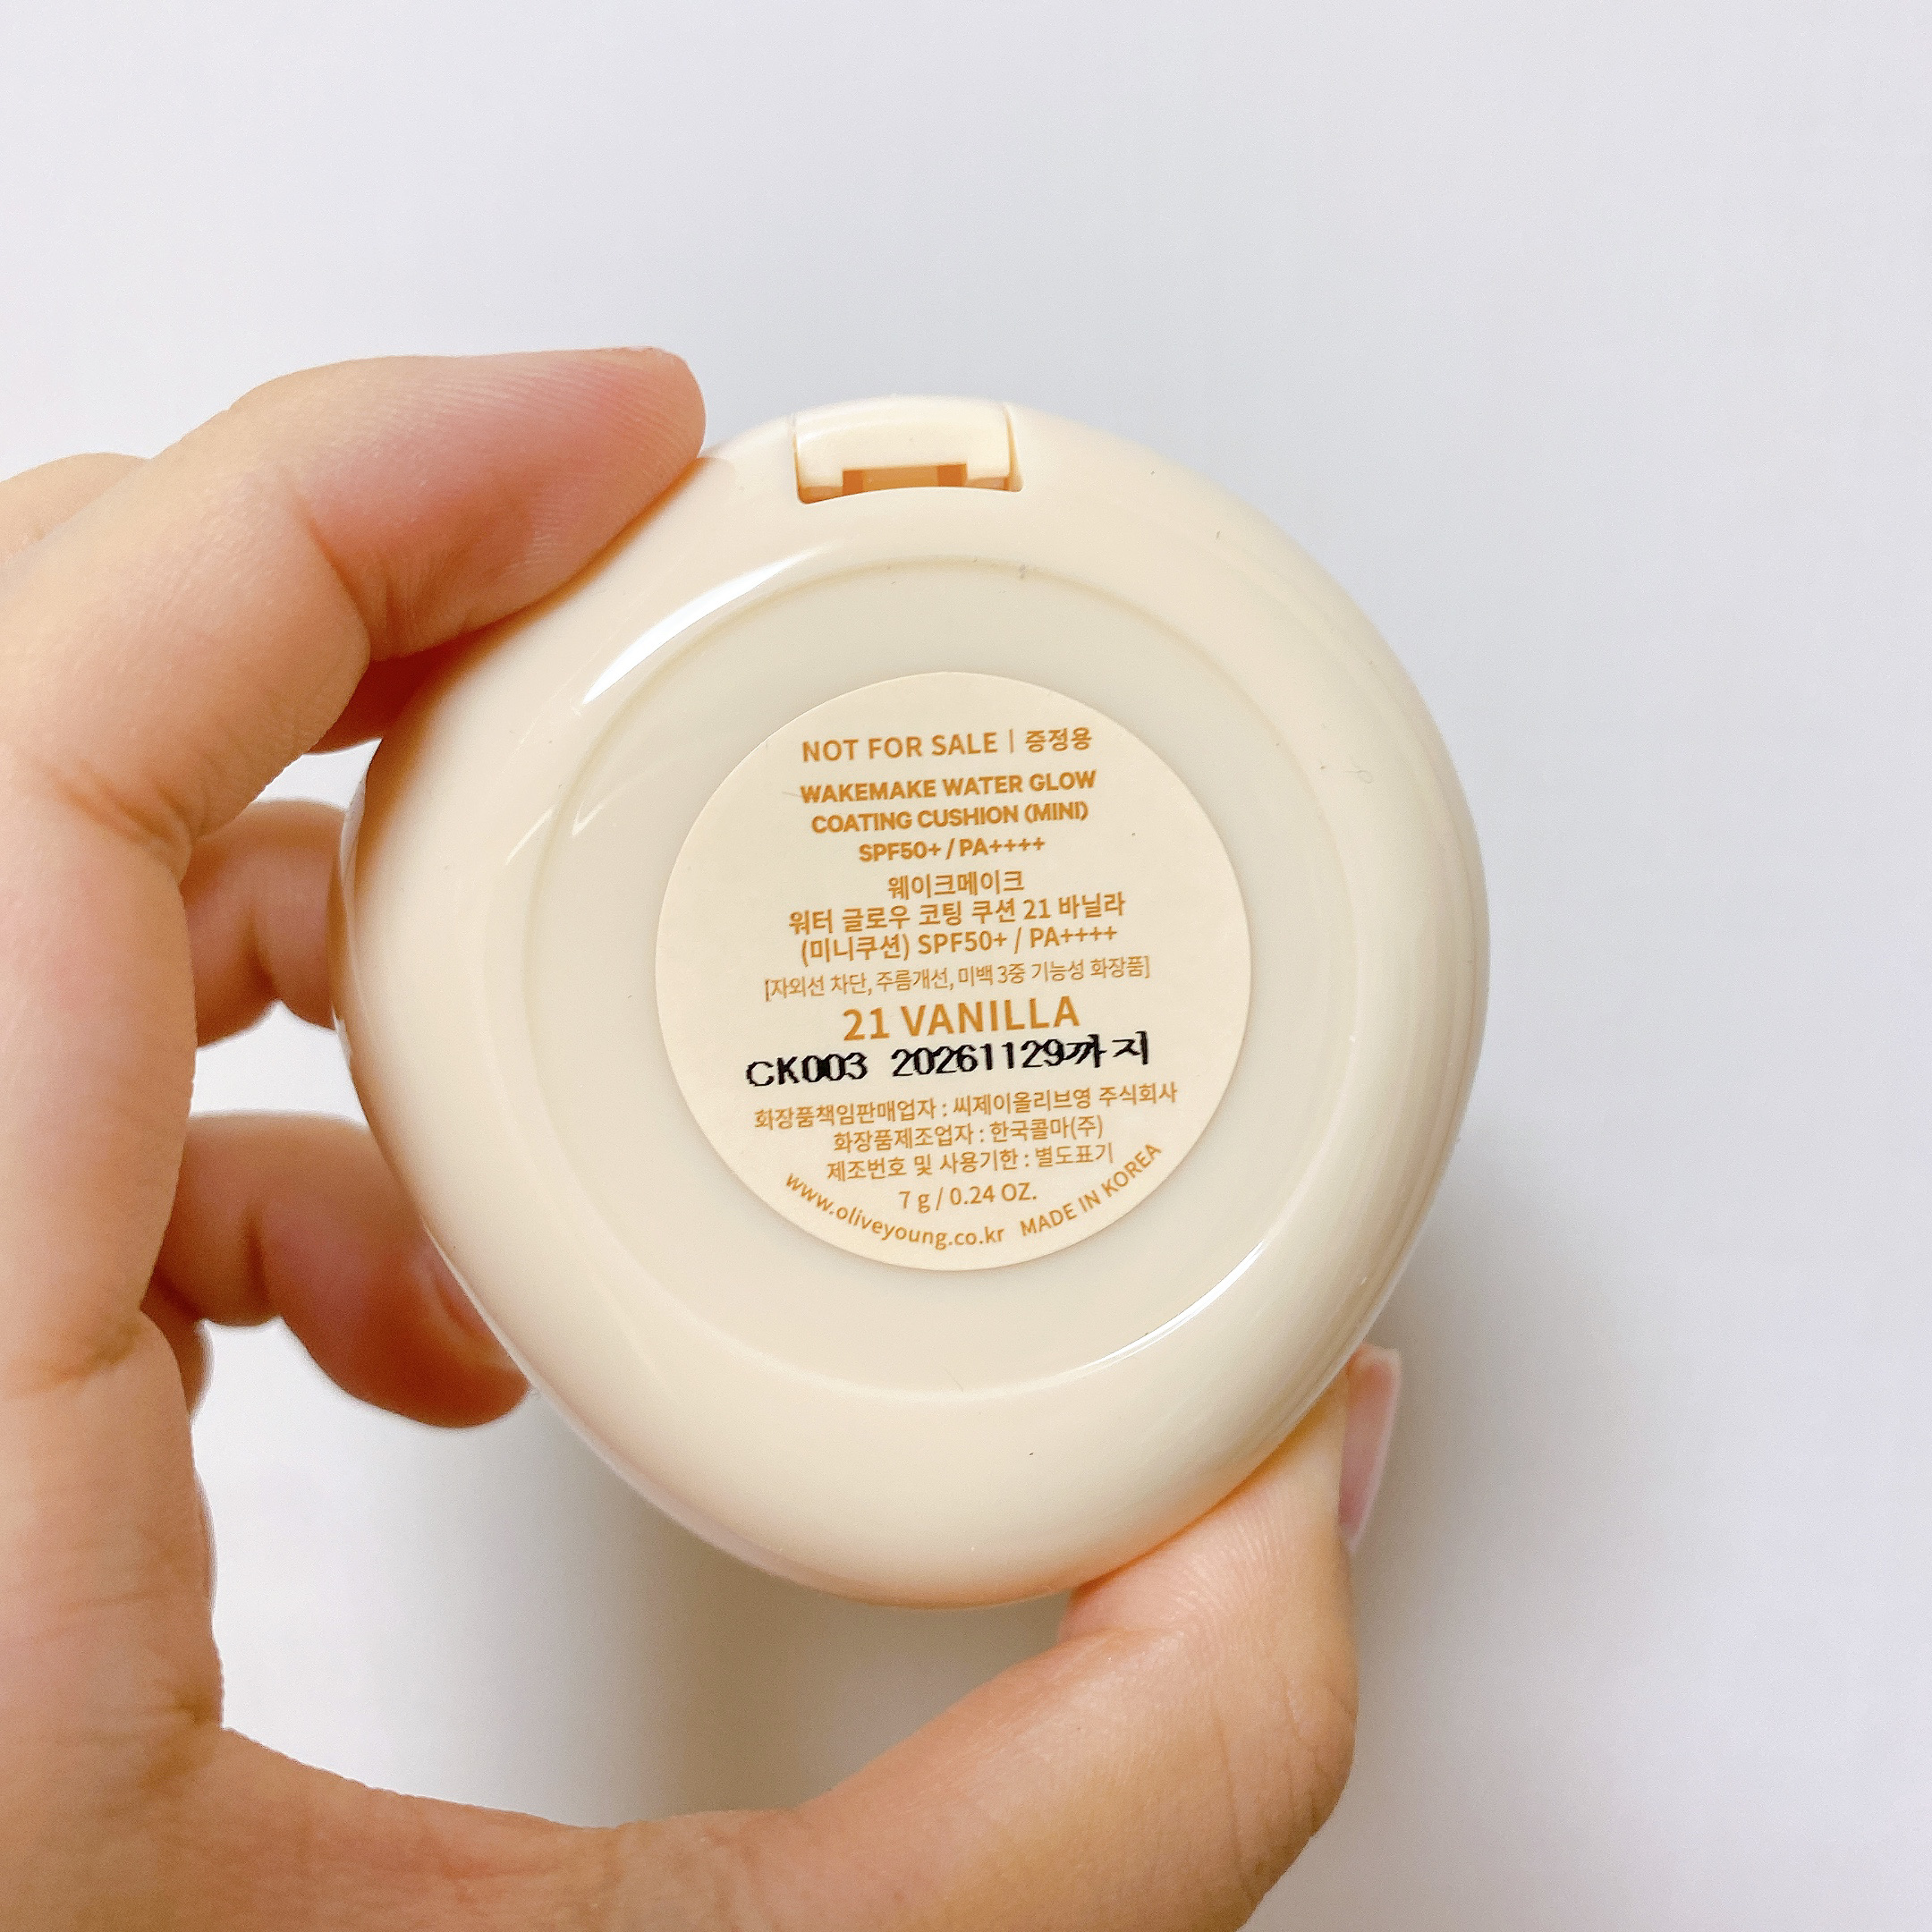 NOT FOR SALE | 증정용
WAKEMAKE WATER GLOW
COATING CUSHION (MINI)
SPF50+ / PA++++
웨이크메이크
워터 글로우 코팅 쿠션 21 바닐라
(미니쿠션) SPF50+ / PA++++
[자외선 차단, 주름개선, 미백 3중 기능성 화장품]
21 VANILLA
CK003 20261129까지
화장품책임판매업자 : 씨제이올리브영 주식회사
화장품제조업자 : 한국콜마(주)
제조번호 및 사용기한 : 별도표기
7 g / 0.24 OZ.
www.oliveyoung.co.kr MADE IN KOREA